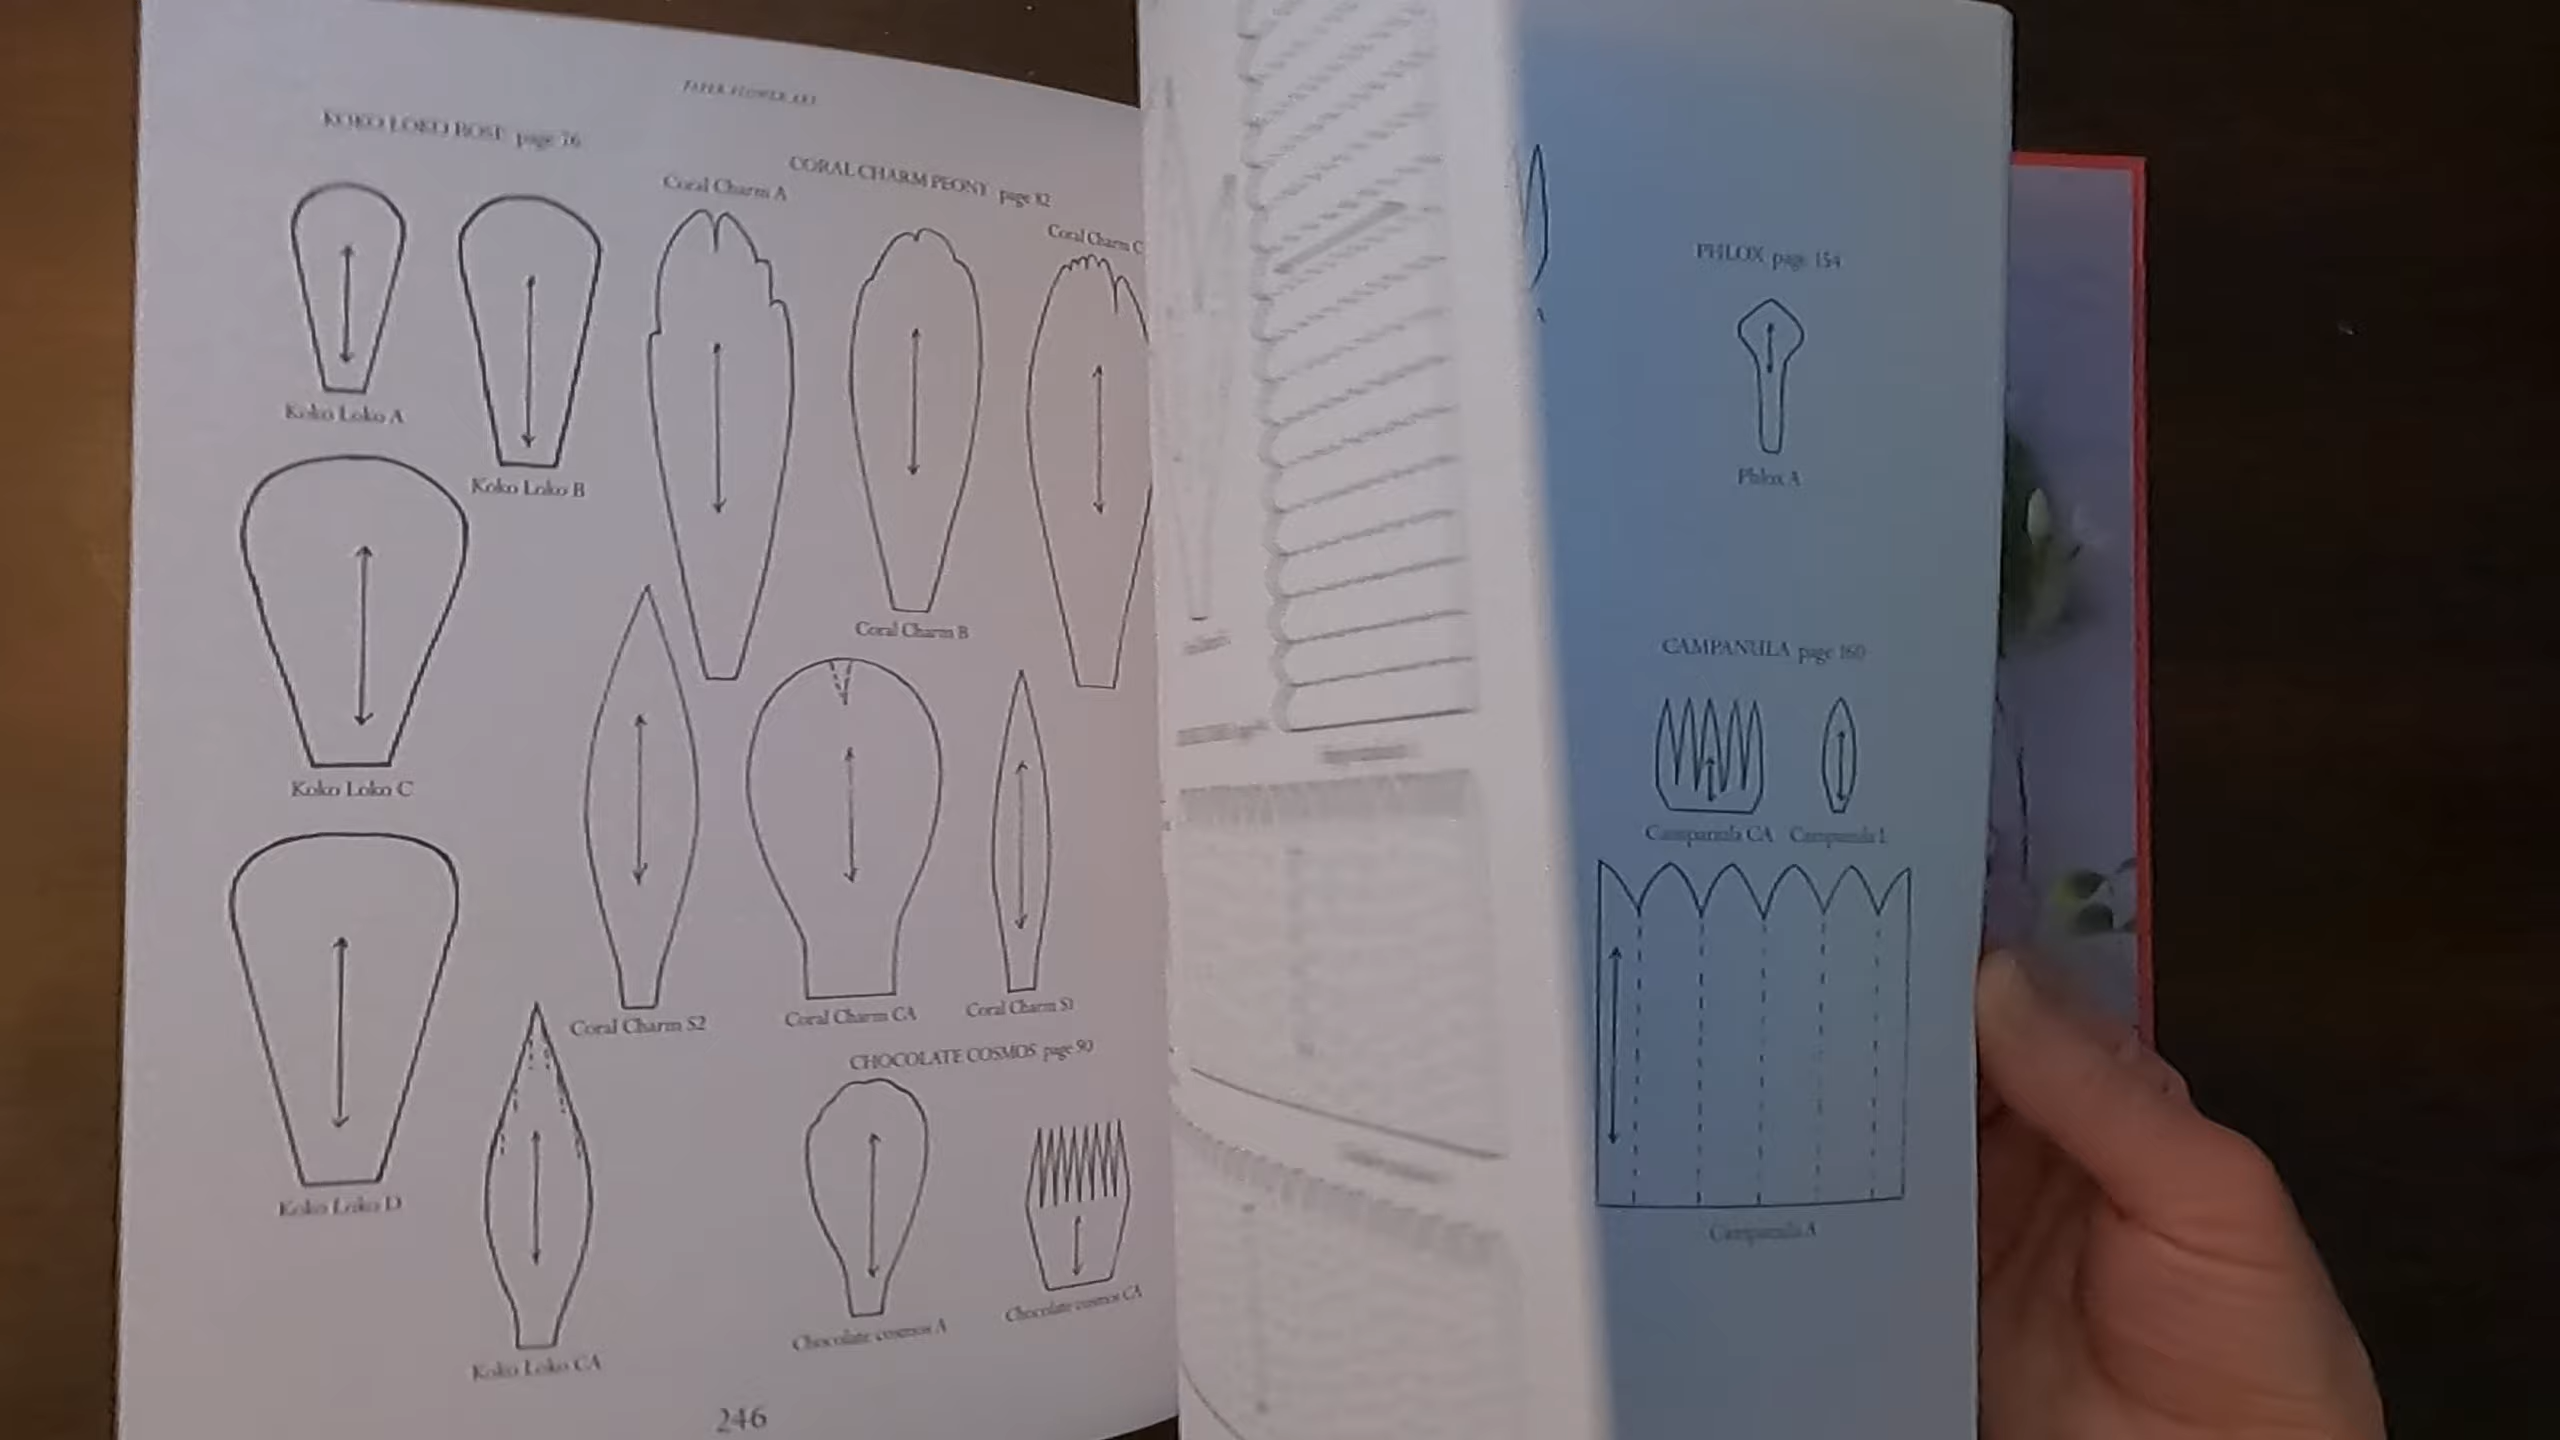 PAPER FLOWER ART
KOKO LOKO ROSE page 76
Koko Loko A
Koko Loko B
Koko Loko C
Koko Loko D
Koko Loko CA
CORAL CHARM PEONY page 82
Coral Charm A
Coral Charm C
Coral Charm B
Coral Charm S2
Coral Charm CA
Coral Charm S1
CHOCOLATE COSMOS page 90
Chocolate cosmos A
Chocolate cosmos CA
246
A
PHLOX page 154
Phlox A
CAMPANULA page 160
Campanula CA
Campanula L
Campanula A